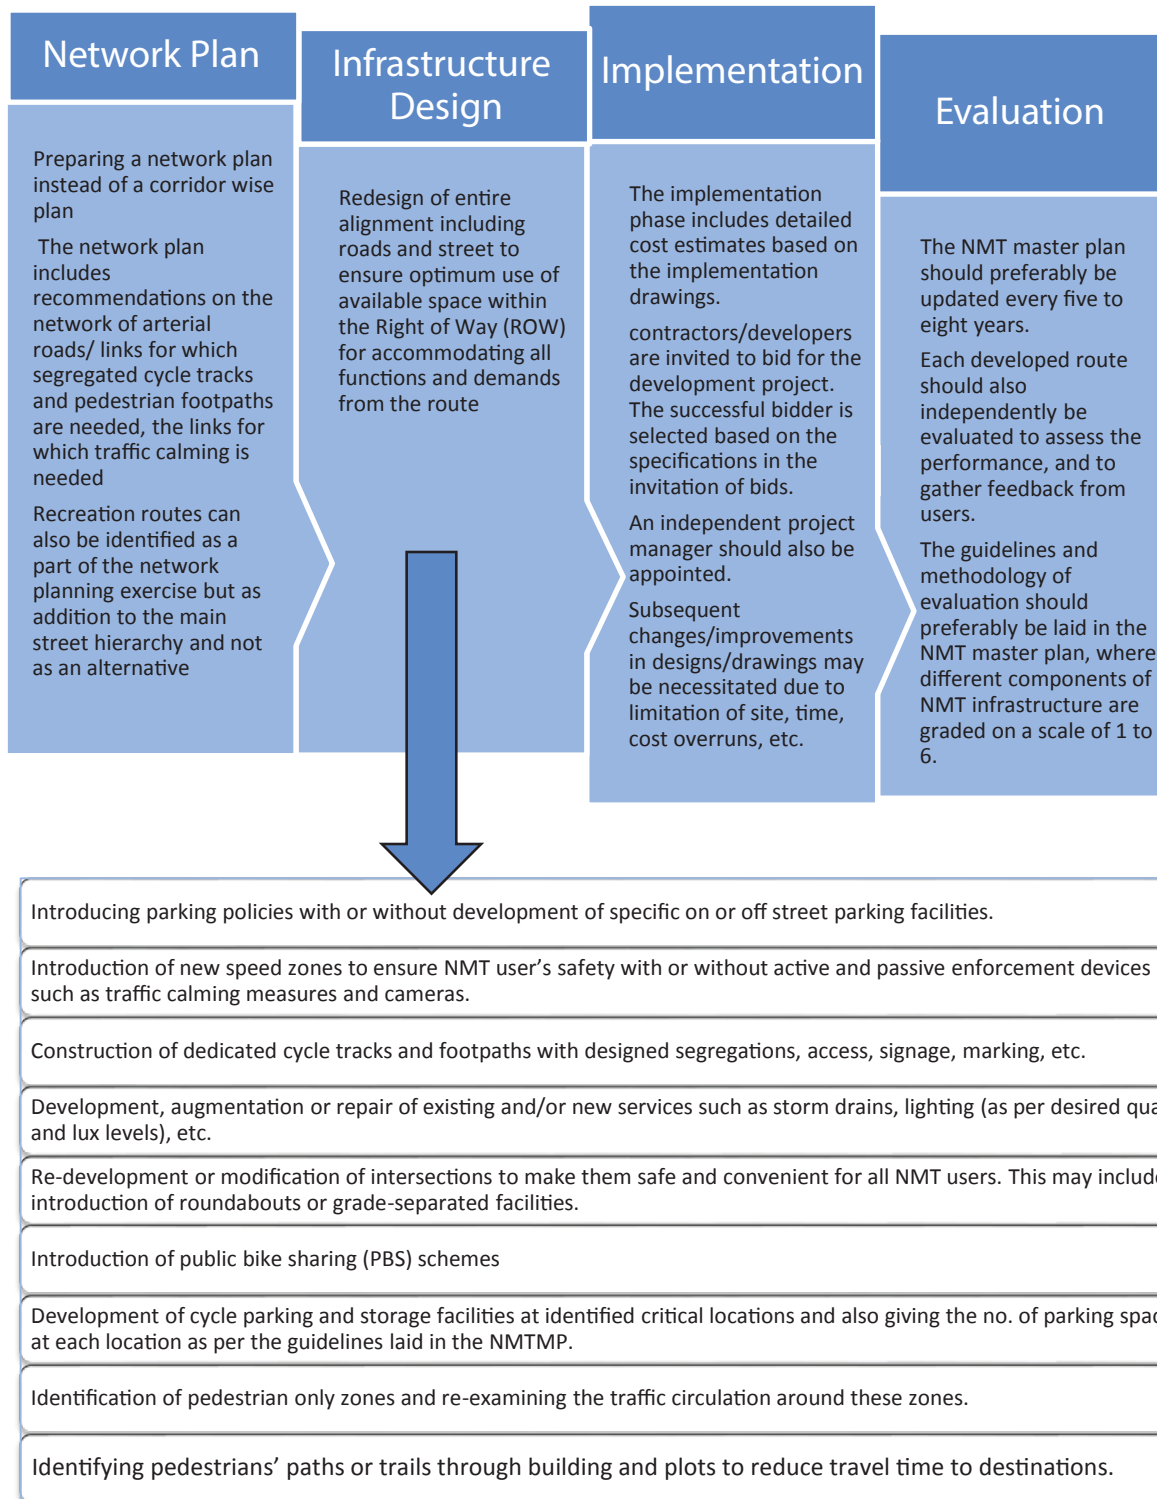 Network Plan
Preparing a network plan
instead of a corridor wise
plan
The network plan
includes
recommendations on the
network of arterial
roads/ links for which
segregated cycle tracks
and pedestrian footpaths
are needed, the links for
which traffic calming is
needed
Recreation routes can
also be identified as a
part of the network
planning exercise but as
addition to the main
street hierarchy and not
as an alternative
Infrastructure
Design
Redesign of entire
alignment including
roads and street to
ensure optimum use of
available space within
the Right of Way (ROW)
for accommodating all
functions and demands
from the route
Implementation
The implementation
phase includes detailed
cost estimates based on
the implementation
drawings.
contractors/developers
are invited to bid for the
development project.
The successful bidder is
selected based on the
specifications in the
invitation of bids.
An independent project
manager should also be
appointed.
Subsequent
changes/improvements
in designs/drawings may
be necessitated due to
limitation of site, time,
cost overruns, etc.
Evaluation
The NMT master plan
should preferably be
updated every five to
eight years.
Each developed route
should also
independently be
evaluated to assess the
performance, and to
gather feedback from
users.
The guidelines and
methodology of
evaluation should
preferably be laid in the
NMT master plan, where
different components of
NMT infrastructure are
graded on a scale of 1 to
6.
Introducing parking policies with or without development of specific on or off street parking facilities.
Introduction of new speed zones to ensure NMT user's safety with or without active and passive enforcement devices
such as traffic calming measures and cameras.
Construction of dedicated cycle tracks and footpaths with designed segregations, access, signage, marking, etc.
Development, augmentation or repair of existing and/or new services such as storm drains, lighting (as per desired
and lux levels), etc.
Re-development or modification of intersections to make them safe and convenient for all NMT users. This may include
introduction of roundabouts or grade-separated facilities.
Introduction of public bike sharing (PBS) schemes
Development of cycle parking and storage facilities at identified critical locations and also giving the no. of parking
at each location as per the guidelines laid in the NMTMP.
Identification of pedestrian only zones and re-examining the traffic circulation around these zones.
Identifying pedestrians' paths or trails through building and plots to reduce travel time to destinations.